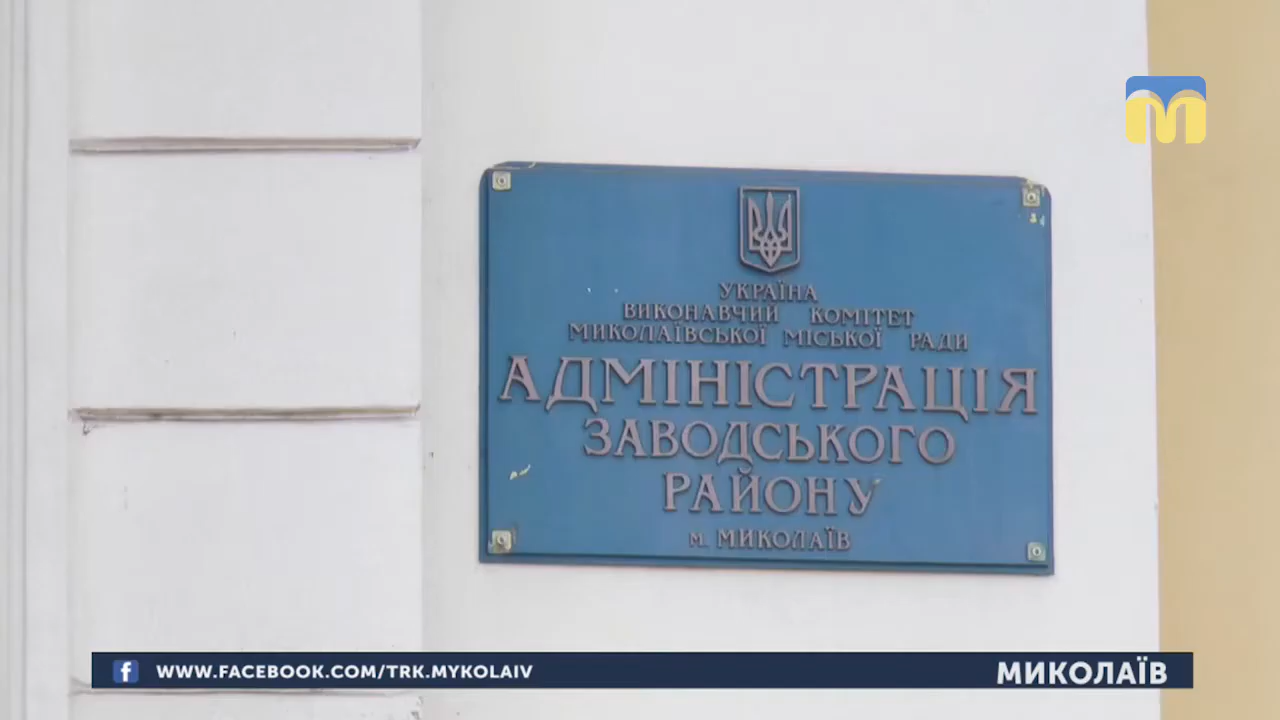 УКРАЇНА
ВИКОНАВЧИЙ КОМІТЕТ
МИКОЛАЇВСЬКОЇ МІСЬКОЇ РАДИ
АДМІНІСТРАЦІЯ
ЗАВОДСЬКОГО
РАЙОНУ
м. МИКОЛАЇВ
WWW.FACEBOOK.COM/TRK.MYKOLAIV
МИКОЛАЇВ